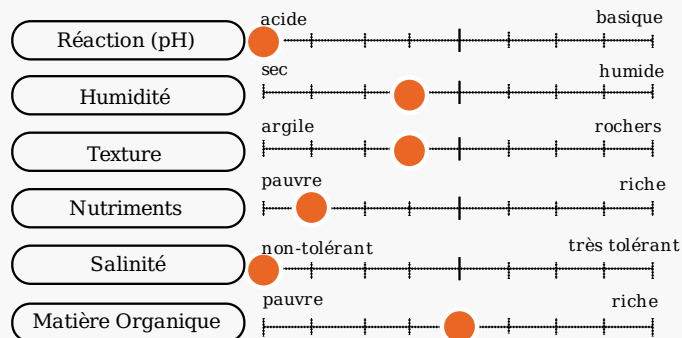 acide basique
Réaction (pH)
sec humide
Humidité
argile rochers
Texture
pauvre riche
Nutriments
non-tolérant très tolérant
Salinité
pauvre riche
Matière Organique